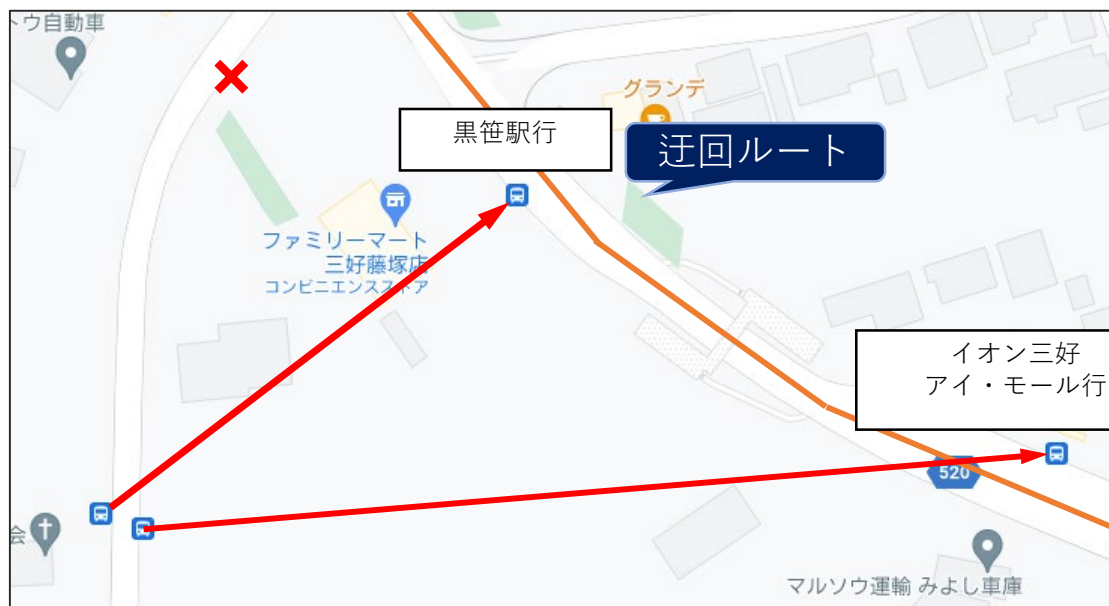 トウ自動車
グランデ
黒笹駅行
迂回ルート
ファミリーマート
三好藤塚店
コンビニエンスストア
イオン三好
アイ・モール行
520
会
マルソウ運輸 みよし車庫